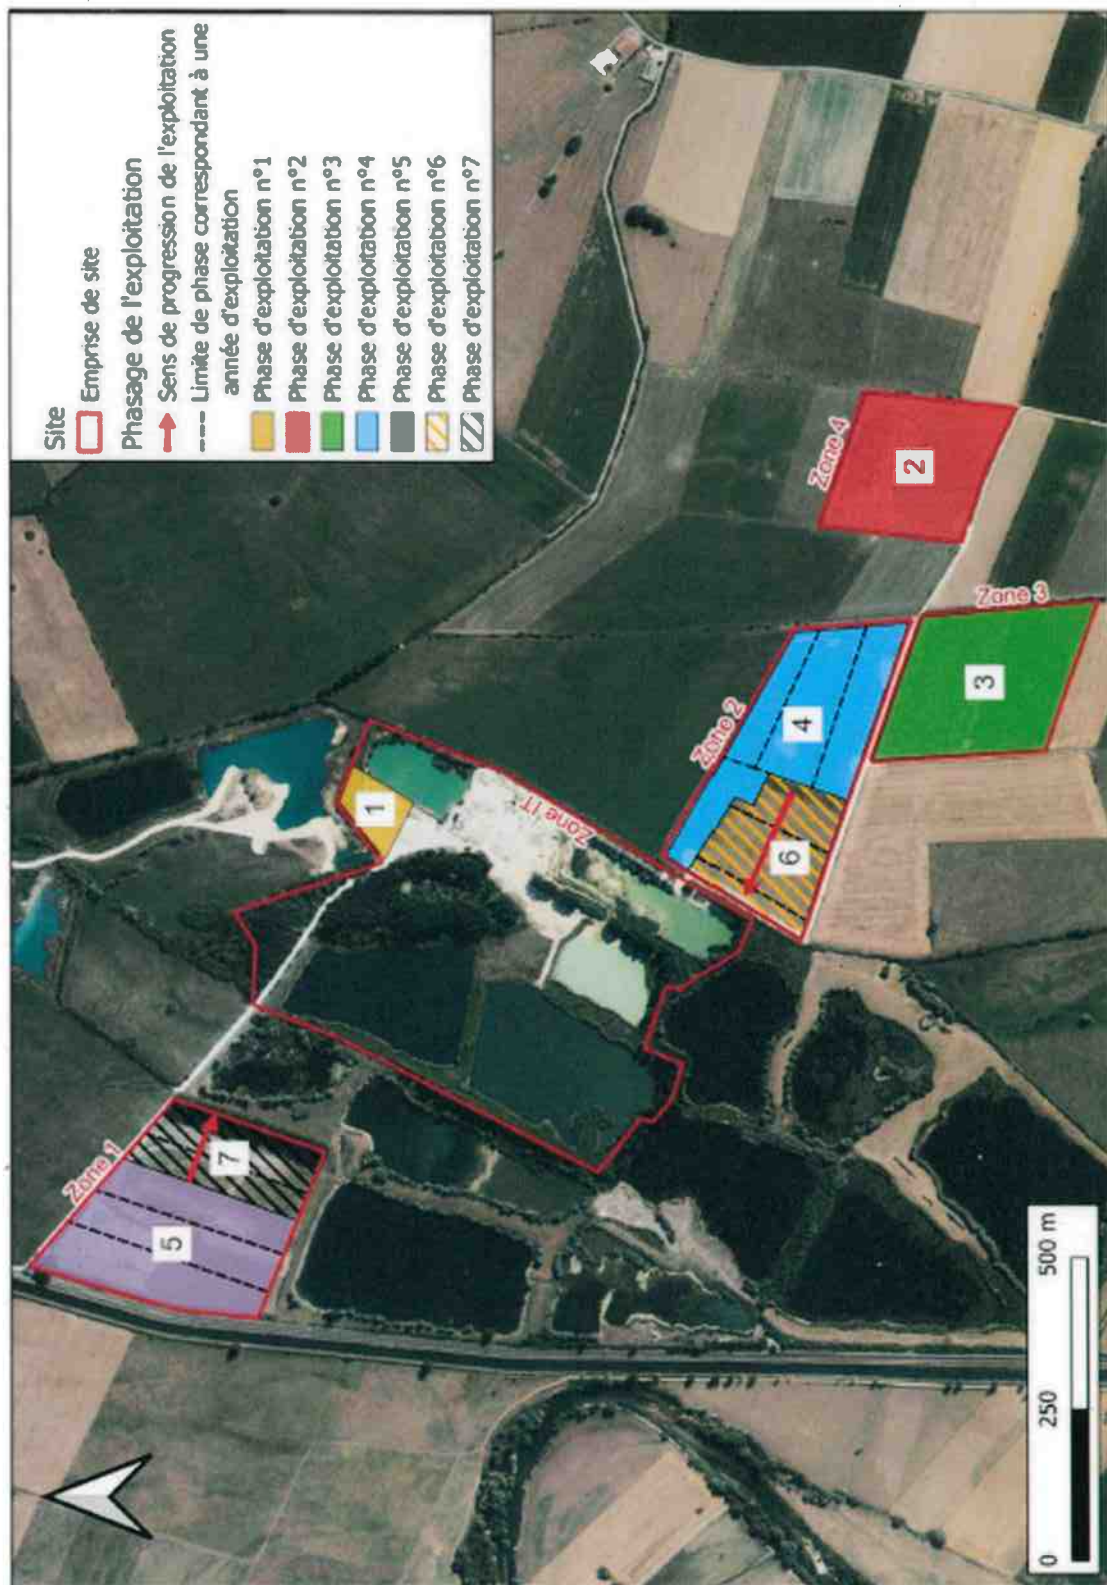 Site
Emprise de site
Phasage de l'exploitation
Sens de progression de l'exploitation
Limite de phase correspondant à une
année d'exploitation
Phase d'exploitation n°1
Phase d'exploitation n°2
Phase d'exploitation n°3
Phase d'exploitation n°4
Phase d'exploitation n°5
Phase d'exploitation n°6
Phase d'exploitation n°7
Zone 1
5
7
1
Zone IT
Zone 2
4
6
Zone 4
2
Zone 3
3
0
250
500 m